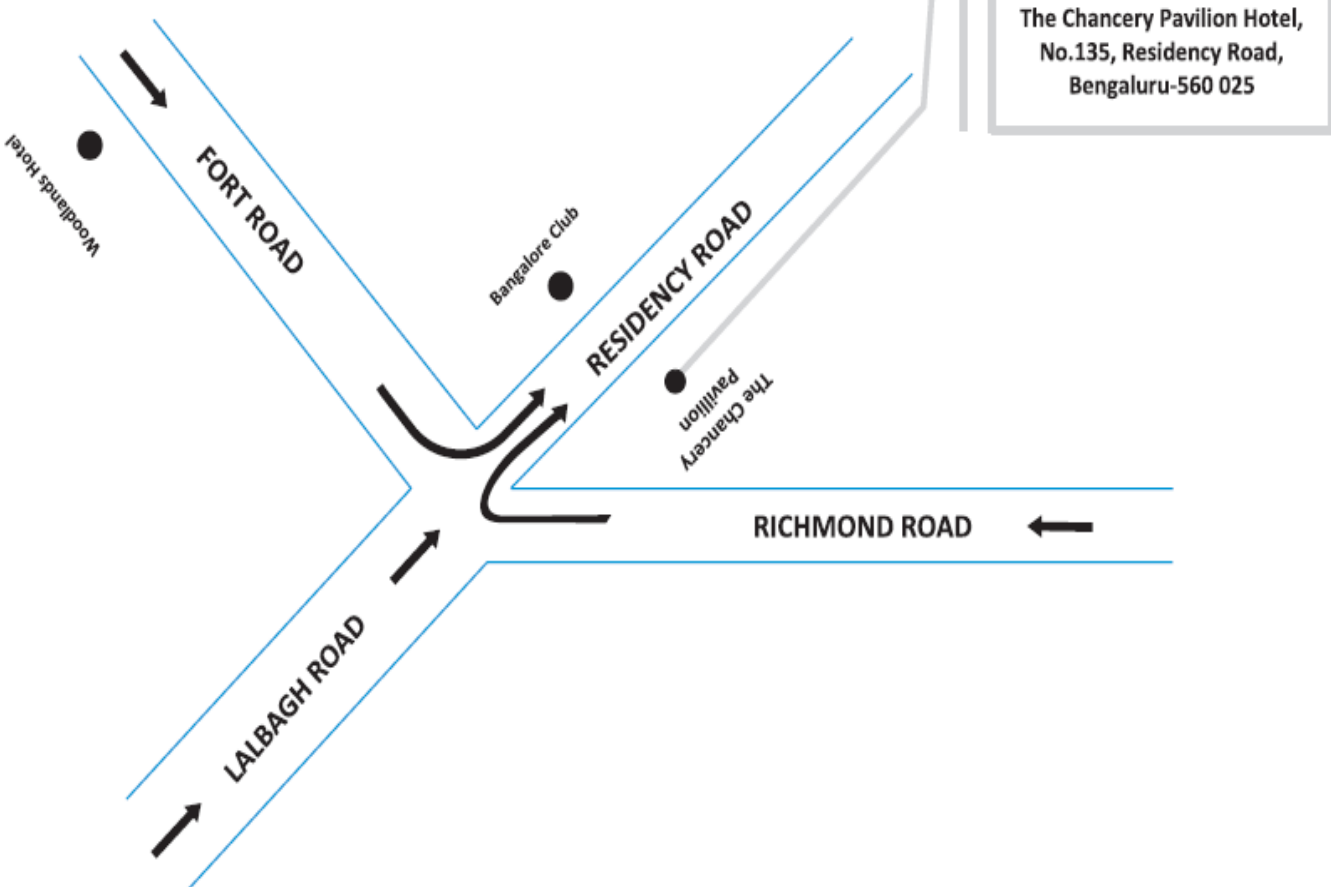 The Chancery Pavilion Hotel,
No.135, Residency Road,
Bengaluru-560 025
Woodlands Hotel
FORT ROAD
Bangalore Club
RESIDENCY ROAD
The Chancery
Pavillion
RICHMOND ROAD
LALBAGH ROAD